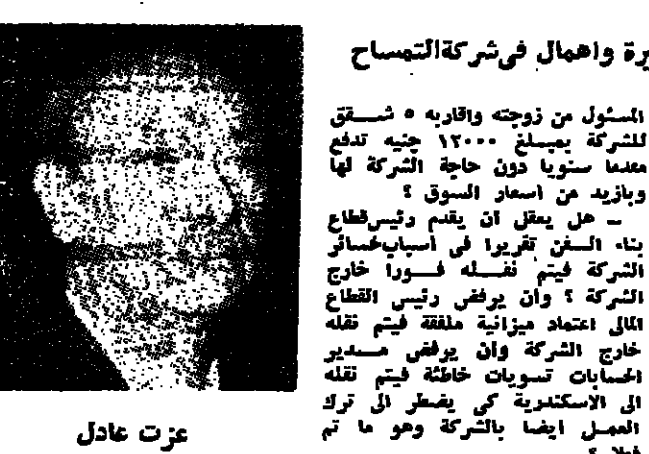 يرة واهمال فى شركة التمساح
المسئول من زوجته واقاربه ٥ شقق
للشركة بمبلغ ١٢٠٠٠ جنيه تدفع
مقدما سنويا دون حاجة الشركة لها
وبازيد من اسعار السوق ؟
ـ هل يعقل ان يقدم رئيس قطاع
بناء السفن تقريرا فى اسباب خسائر
الشركة فيتم نقله فورا خارج
الشركة ؟ وان يرفض رئيس القطاع
المالى اعتماد ميزانية ملفقة فيتم نقله
خارج الشركة وان يرفض مدير
الحسابات تسويات خاطئة فيتم نقله
الى الاسكندرية كى يضطر الى ترك
العمل ايضا بالشركة وهو ما تم
عزت عادل